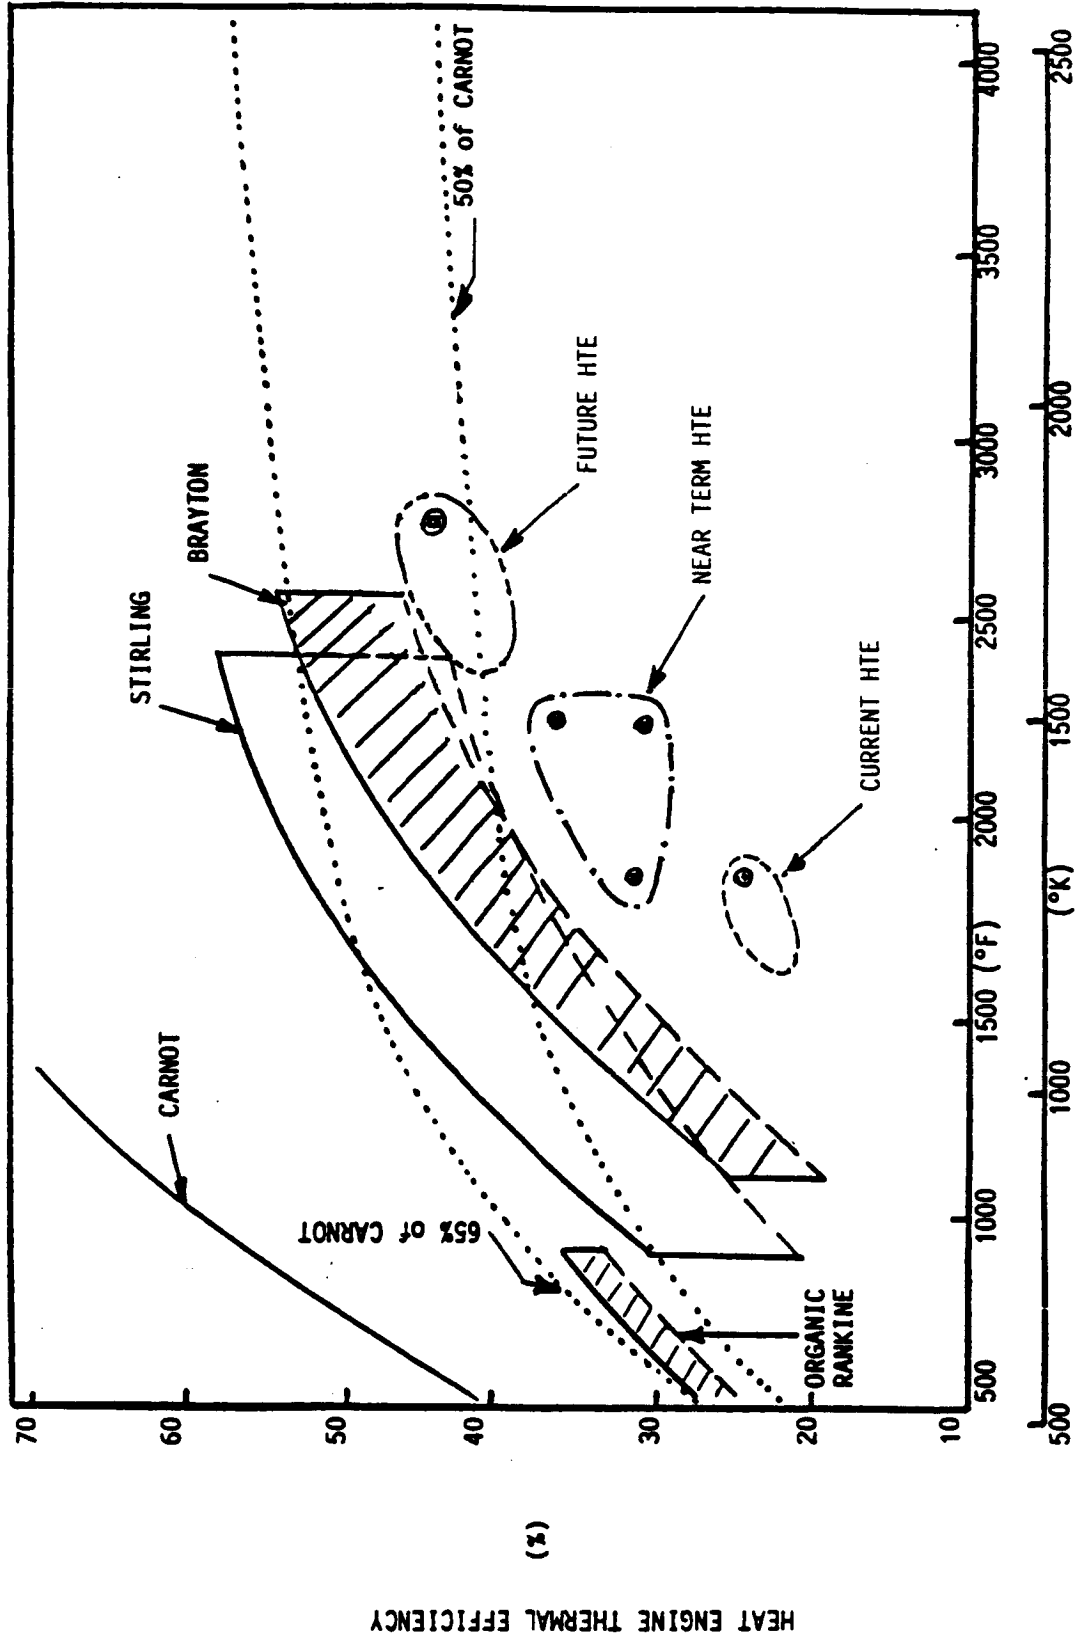 HEAT ENGINE THERMAL EFFICIENCY
(%)
70
60
50
40
30
20
10
CARNOT
STIRLING
BRAYTON
65% of CARNOT
50% of CARNOT
ORGANIC
RANKINE
FUTURE HTE
NEAR TERM HTE
CURRENT HTE
500
1000
1500
(°F)
2000
2500
3000
3500
4000
500
1000
(°K)
1500
2000
2500